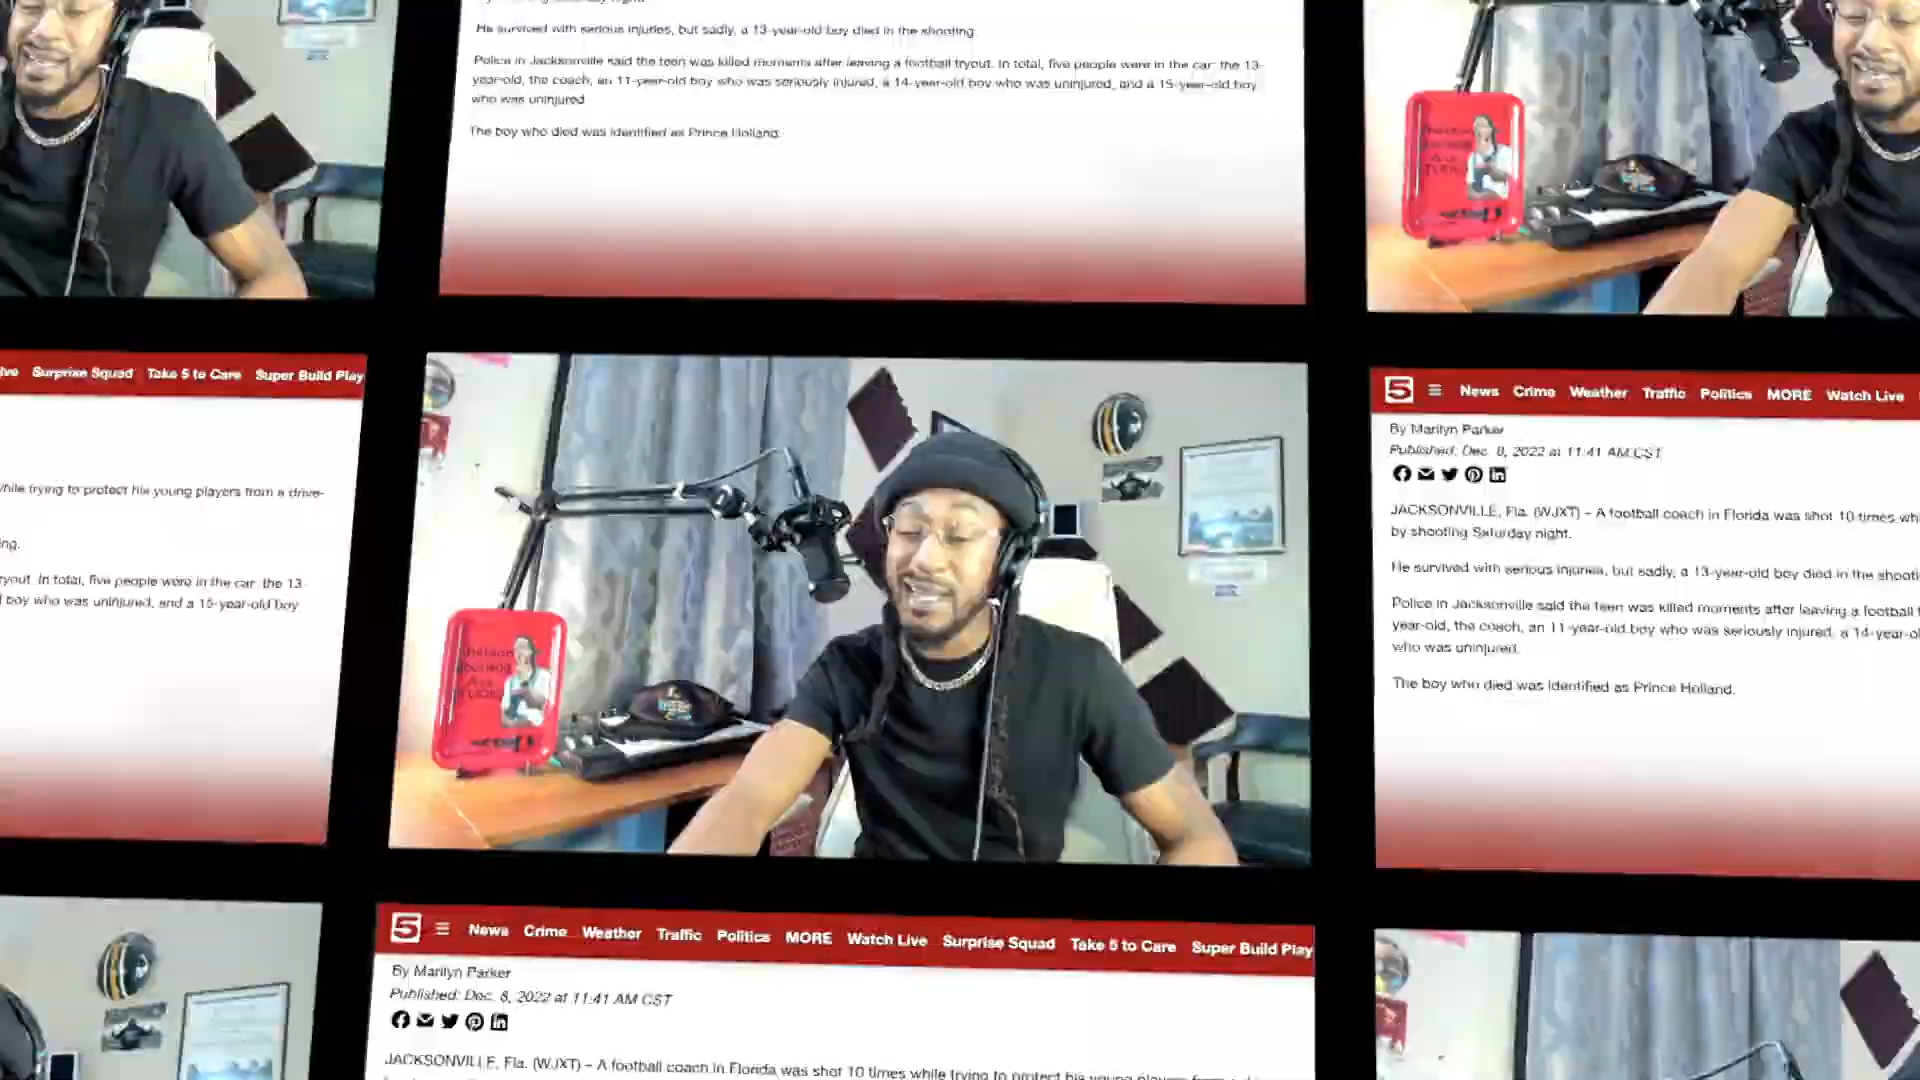 He survived with serious injuries, but sadly, a 13-year-old boy died in the shooting.
Police in Jacksonville said the teen was killed moments after leaving a football tryout. In total, five people were in the car: the 13-
year-old, the coach, an 11-year-old boy who was seriously injured, a 14-year-old boy who was uninjured, and a 15-year-old boy
who was uninjured.
The boy who died was identified as Prince Holland.
ive Surprise Squad Take 5 to Care Super Build Play
while trying to protect his young players from a drive-
ng.
ryout. In total, five people were in the car: the 13-
boy who was uninjured, and a 15-year-old boy
5 News Crime Weather Traffic Politics MORE Watch Live
By Marilyn Parker
Published: Dec. 8, 2022 at 11:41 AM CST
JACKSONVILLE, Fla. (WJXT) – A football coach in Florida was shot 10 times whi
by shooting Saturday night.
He survived with serious injuries, but sadly, a 13-year-old boy died in the shooti
Police in Jacksonville said the teen was killed moments after leaving a football t
year-old, the coach, an 11-year-old boy who was seriously injured, a 14-year-ol
who was uninjured.
The boy who died was identified as Prince Holland.
5 News Crime Weather Traffic Politics MORE Watch Live Surprise Squad Take 5 to Care Super Build Play
By Marilyn Parker
Published: Dec. 8, 2022 at 11:41 AM CST
JACKSONVILLE, Fla. (WJXT) – A football coach in Florida was shot 10 times while trying to protect his young players from a